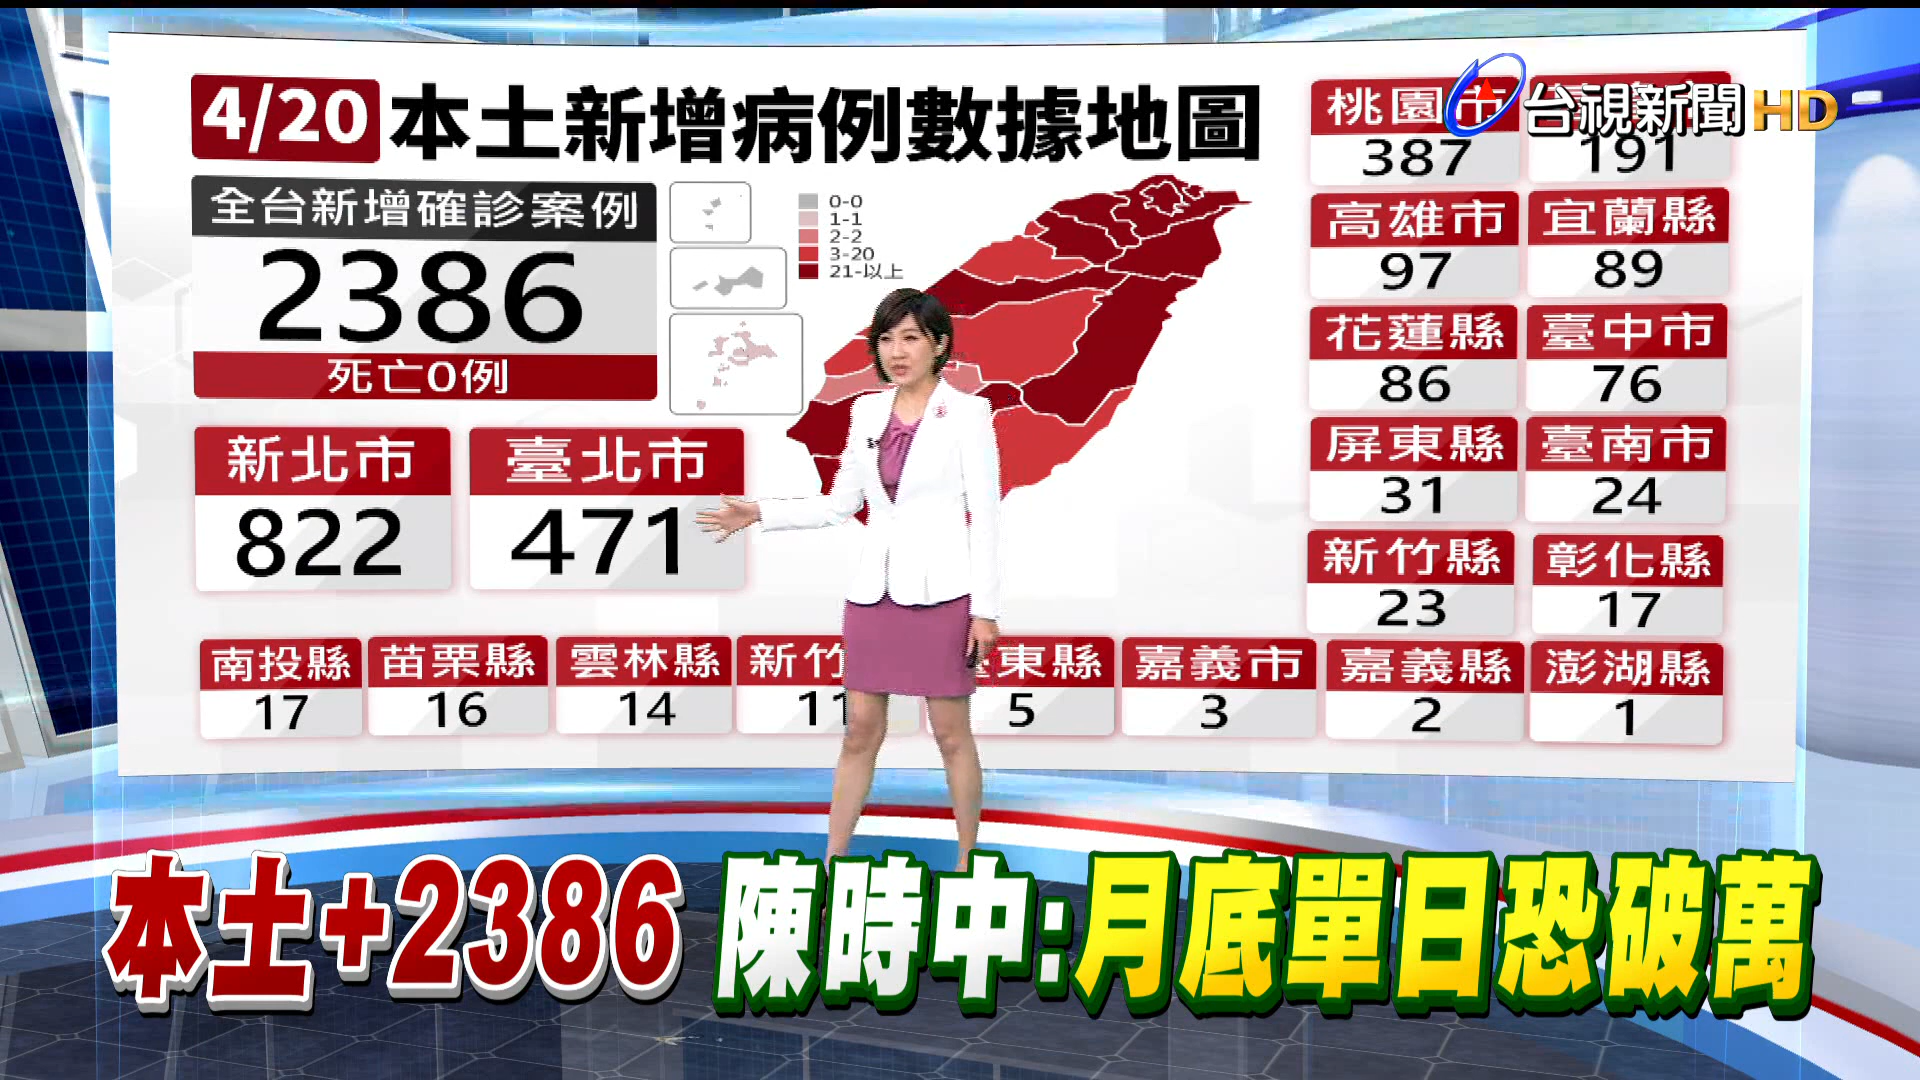 4/20 本土新增病例數據地圖
全台新增確診案例
2386
死亡0例
新北市
822
臺北市
471
0-0
1-1
2-2
3-20
21-以上
台視新聞 HD
桃園市
387
191
高雄市
97
宜蘭縣
89
花蓮縣
86
臺中市
76
屏東縣
31
臺南市
24
新竹縣
23
彰化縣
17
南投縣
17
苗栗縣
16
雲林縣
14
新竹
11
東縣
5
嘉義市
3
嘉義縣
2
澎湖縣
1
本土+2386 陳時中:月底單日恐破萬